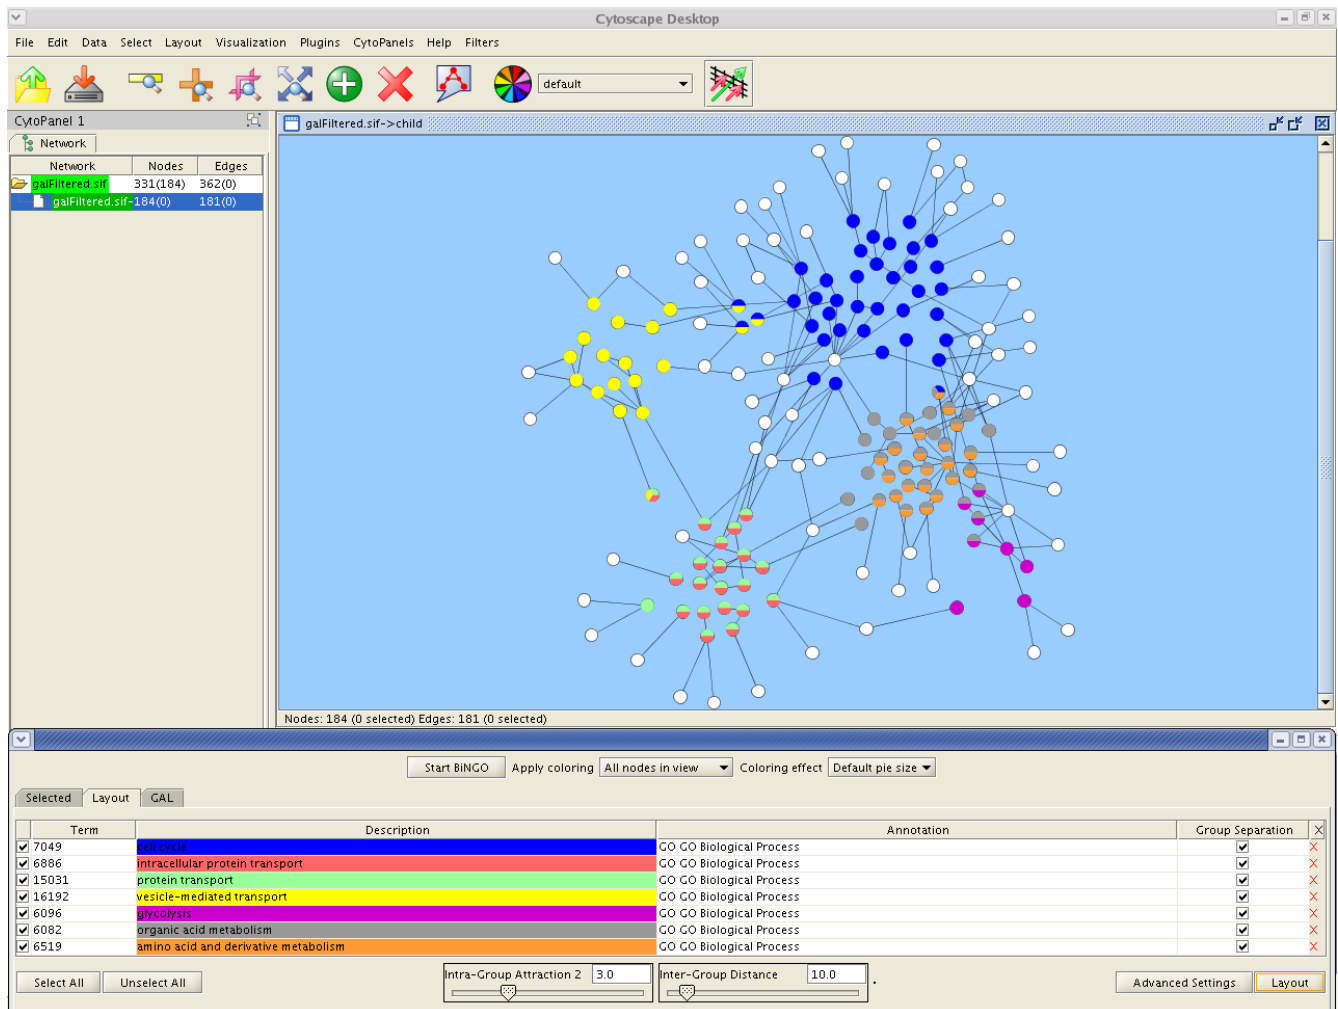 Cytoscape Desktop
File Edit Data Select Layout Visualization Plugins CytoPanels Help Filters
default
CytoPanel 1
galFiltered.sif->child
Network
Network Nodes Edges
galFiltered.sif 331(184) 362(0)
galFiltered.sif- 184(0) 181(0)
Nodes: 184 (0 selected) Edges: 181 (0 selected)
Start BiNGO Apply coloring All nodes in view Coloring effect Default pie size
Selected Layout GAL
Term Description Annotation Group Separation X
7049 cell cycle GO GO Biological Process X
6886 intracellular protein transport GO GO Biological Process X
15031 protein transport GO GO Biological Process X
16192 vesicle-mediated transport GO GO Biological Process X
6096 glycolysis GO GO Biological Process X
6082 organic acid metabolism GO GO Biological Process X
6519 amino acid and derivative metabolism GO GO Biological Process X
Select All Unselect All Intra-Group Attraction 2 3.0 Inter-Group Distance 10.0 . Advanced Settings Layout